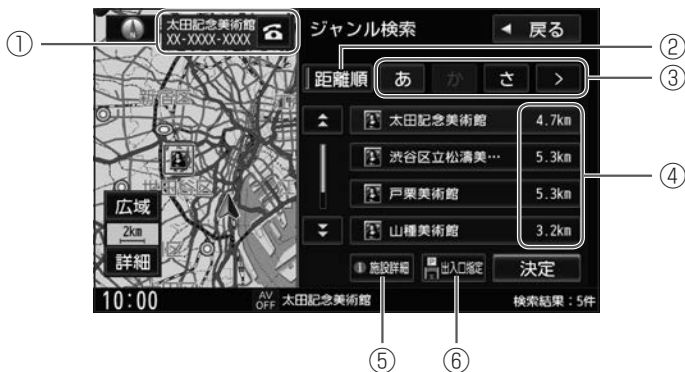 ①
太田記念美術館
XX-XXXX-XXXX
ジャンル検索
戻る
②
距離順
あ
か
さ
>
③
太田記念美術館
4.7km
渋谷区立松濤美…
5.3km
④
戸栗美術館
5.3km
山種美術館
3.2km
広域
2km
詳細
施設詳細
P
出入口指定
決定
10:00
AV
OFF
太田記念美術館
検索結果:5件
⑤
⑥